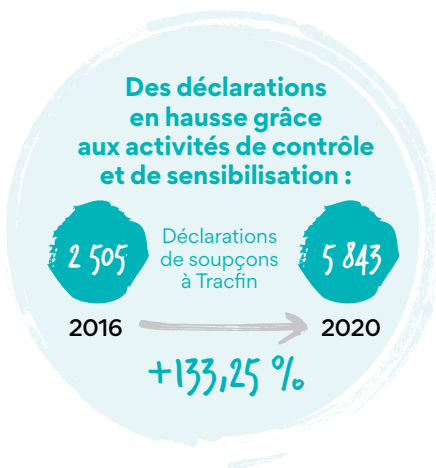 Des déclarations
en hausse grâce
aux activités de contrôle
et de sensibilisation :
2 505
Déclarations
de soupçons
à Tracfin
5 843
2016
2020
+133,25 %